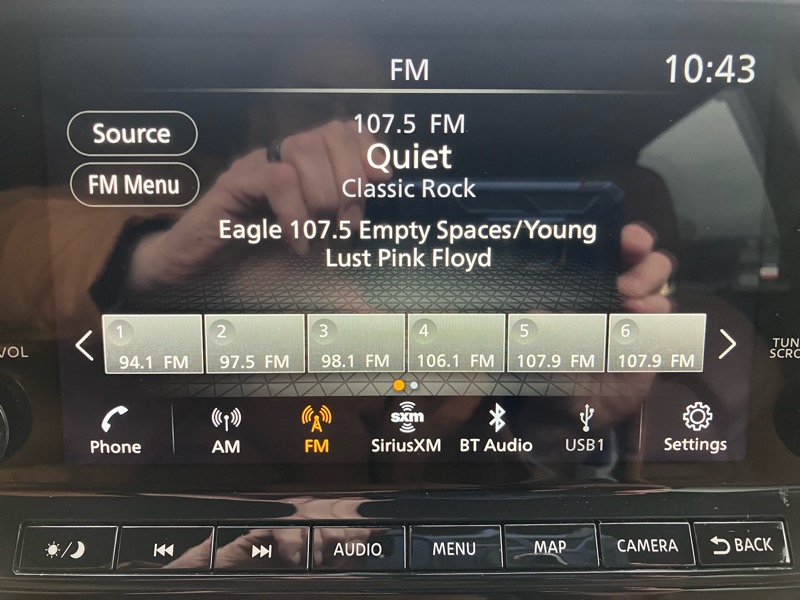 FM
10:43
Source
107.5 FM
Quiet
FM Menu
Classic Rock
Eagle 107.5 Empty Spaces/Young
Lust Pink Floyd
VOL
TUN
SCRO
1
94.1 FM
2
97.5 FM
3
98.1 FM
4
106.1 FM
5
107.9 FM
6
107.9 FM
Phone
AM
FM
sxm
SiriusXM
BT Audio
USB1
Settings
AUDIO
MENU
MAP
CAMERA
BACK